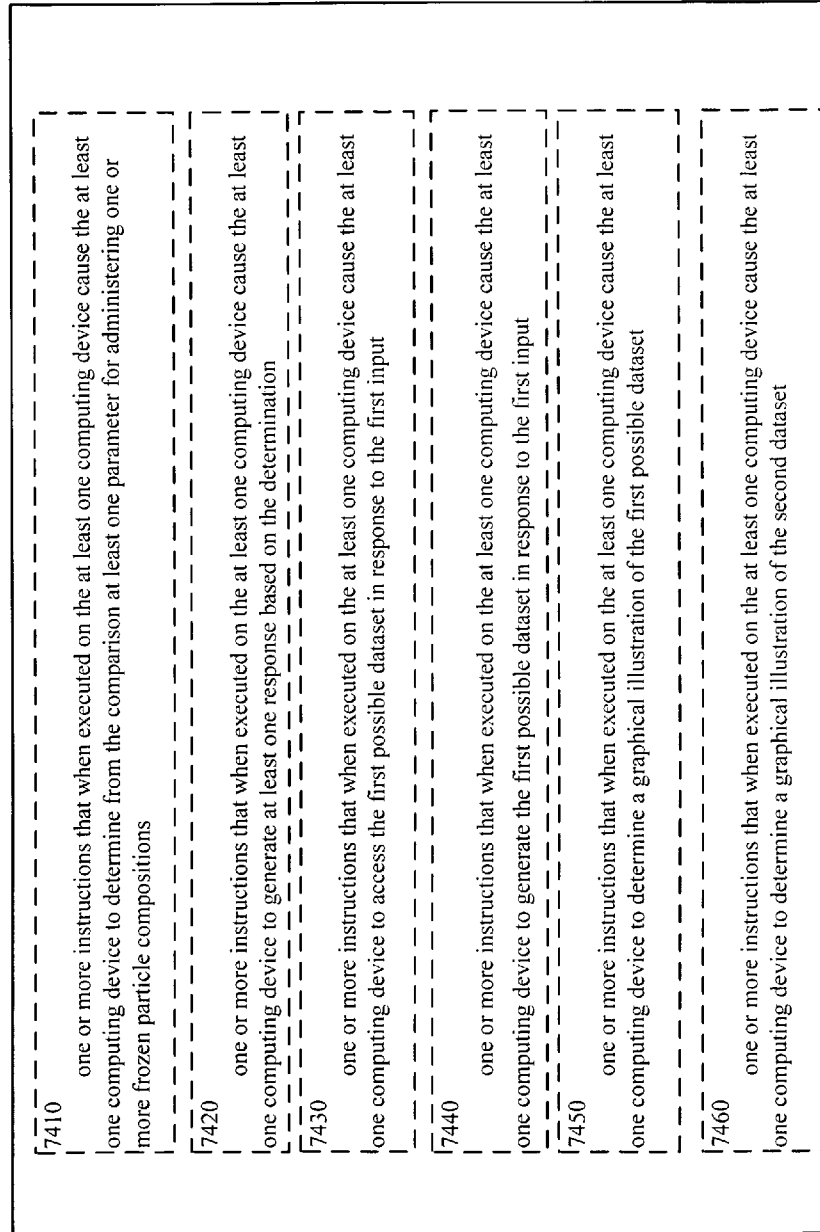 7410
one or more instructions that when executed on the at least one computing device cause the at least
one computing device to determine from the comparison at least one parameter for administering one or
more frozen particle compositions
7420
one or more instructions that when executed on the at least one computing device cause the at least
one computing device to generate at least one response based on the determination
7430
one or more instructions that when executed on the at least one computing device cause the at least
one computing device to access the first possible dataset in response to the first input
7440
one or more instructions that when executed on the at least one computing device cause the at least
one computing device to generate the first possible dataset in response to the first input
7450
one or more instructions that when executed on the at least one computing device cause the at least
one computing device to determine a graphical illustration of the first possible dataset
7460
one or more instructions that when executed on the at least one computing device cause the at least
one computing device to determine a graphical illustration of the second dataset